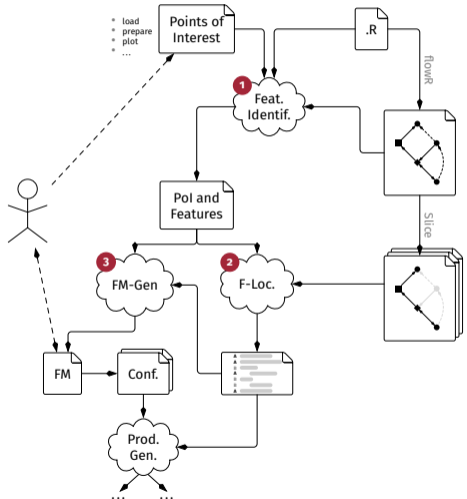 load
prepare
plot
...
Points of
Interest
.R
flowR
1
Feat.
Identif.
PoI and
Features
Slice
3
FM-Gen
2
F-Loc.
FM
Conf.
Prod.
Gen.
... ...